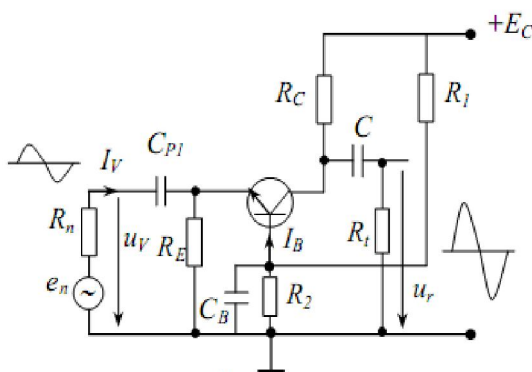 +E_C
R_C
R_1
C
C_P1
I_V
R_n
u_V
R_E
I_B
R_t
e_n
~
C_B
R_2
u_r